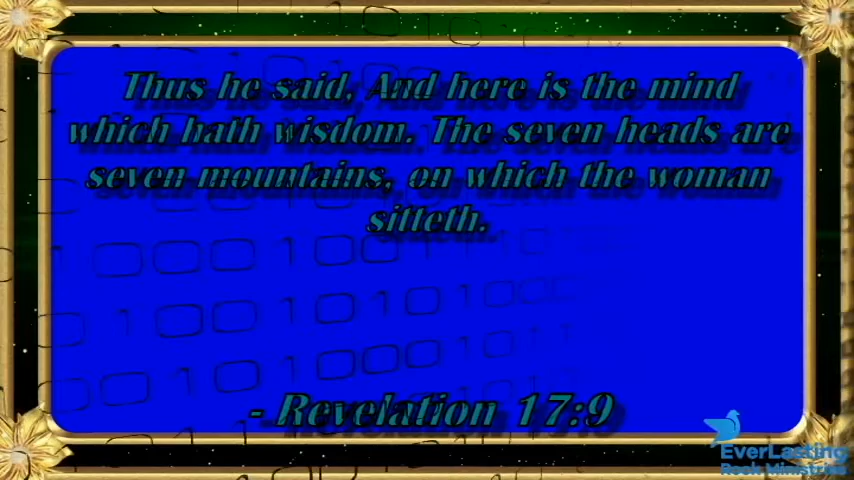 Thus he said, And here is the mind
which hath wisdom. The seven heads are
seven mountains, on which the woman
sitteth.
- Revelation 17:9
EverLasting
Rock Ministries